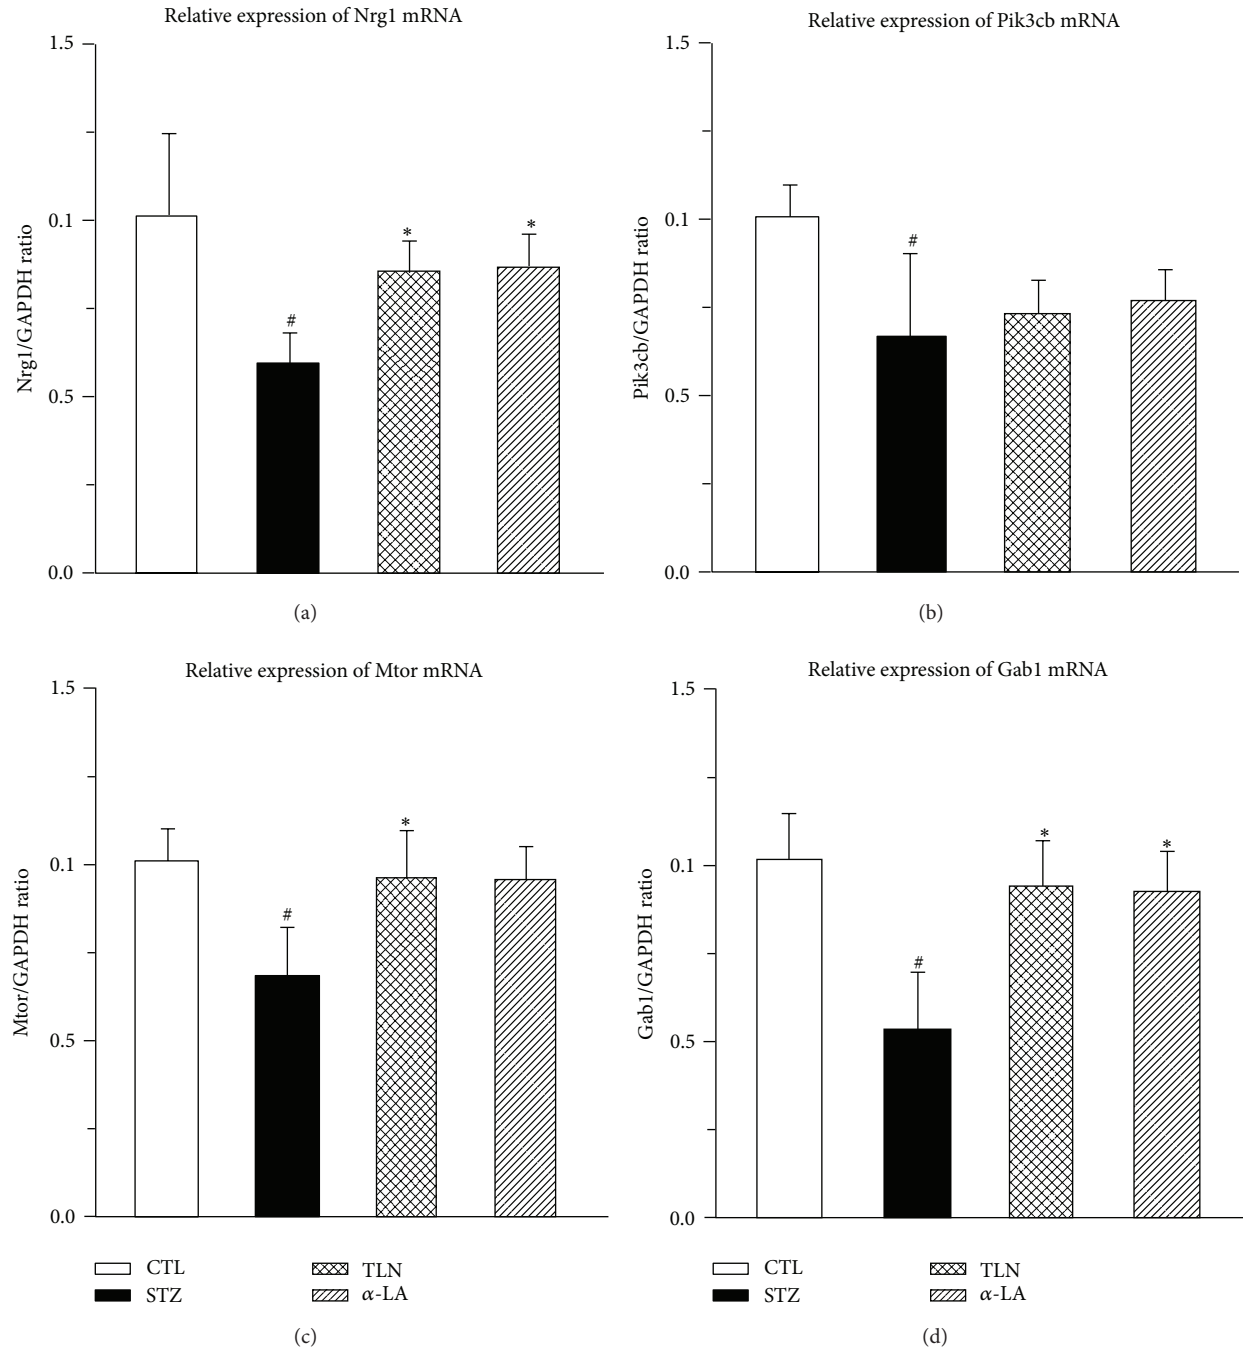 Relative expression of Nrg1 mRNA
1.5
0.1
0.5
0.0
Nrg1/GAPDH ratio
#
*
*
(a)
Relative expression of Pik3cb mRNA
1.5
0.1
0.5
0.0
Pik3cb/GAPDH ratio
#
(b)
Relative expression of Mtor mRNA
1.5
0.1
0.5
0.0
Mtor/GAPDH ratio
#
*
CTL
STZ
TLN
α-LA
(c)
Relative expression of Gab1 mRNA
1.5
0.1
0.5
0.0
Gab1/GAPDH ratio
#
*
*
CTL
STZ
TLN
α-LA
(d)